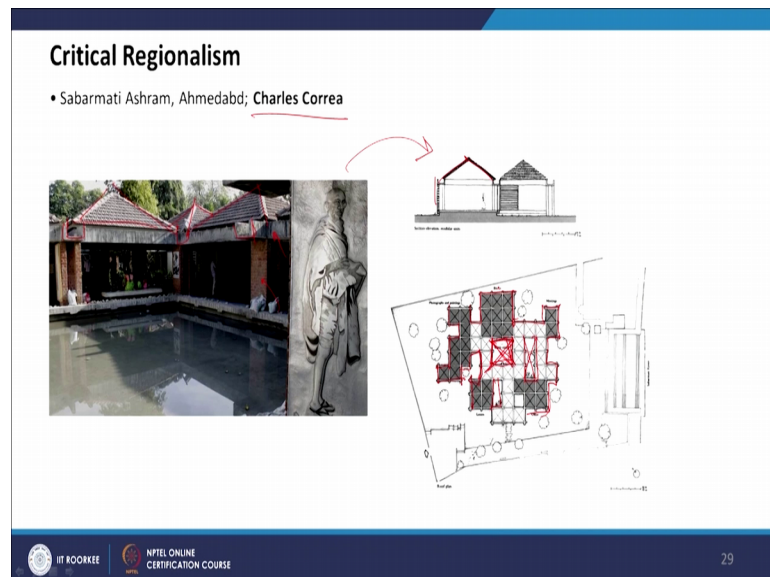 Critical Regionalism
• Sabarmati Ashram, Ahmedabd; Charles Correa
IIT ROORKEE
NPTEL ONLINE
CERTIFICATION COURSE
29